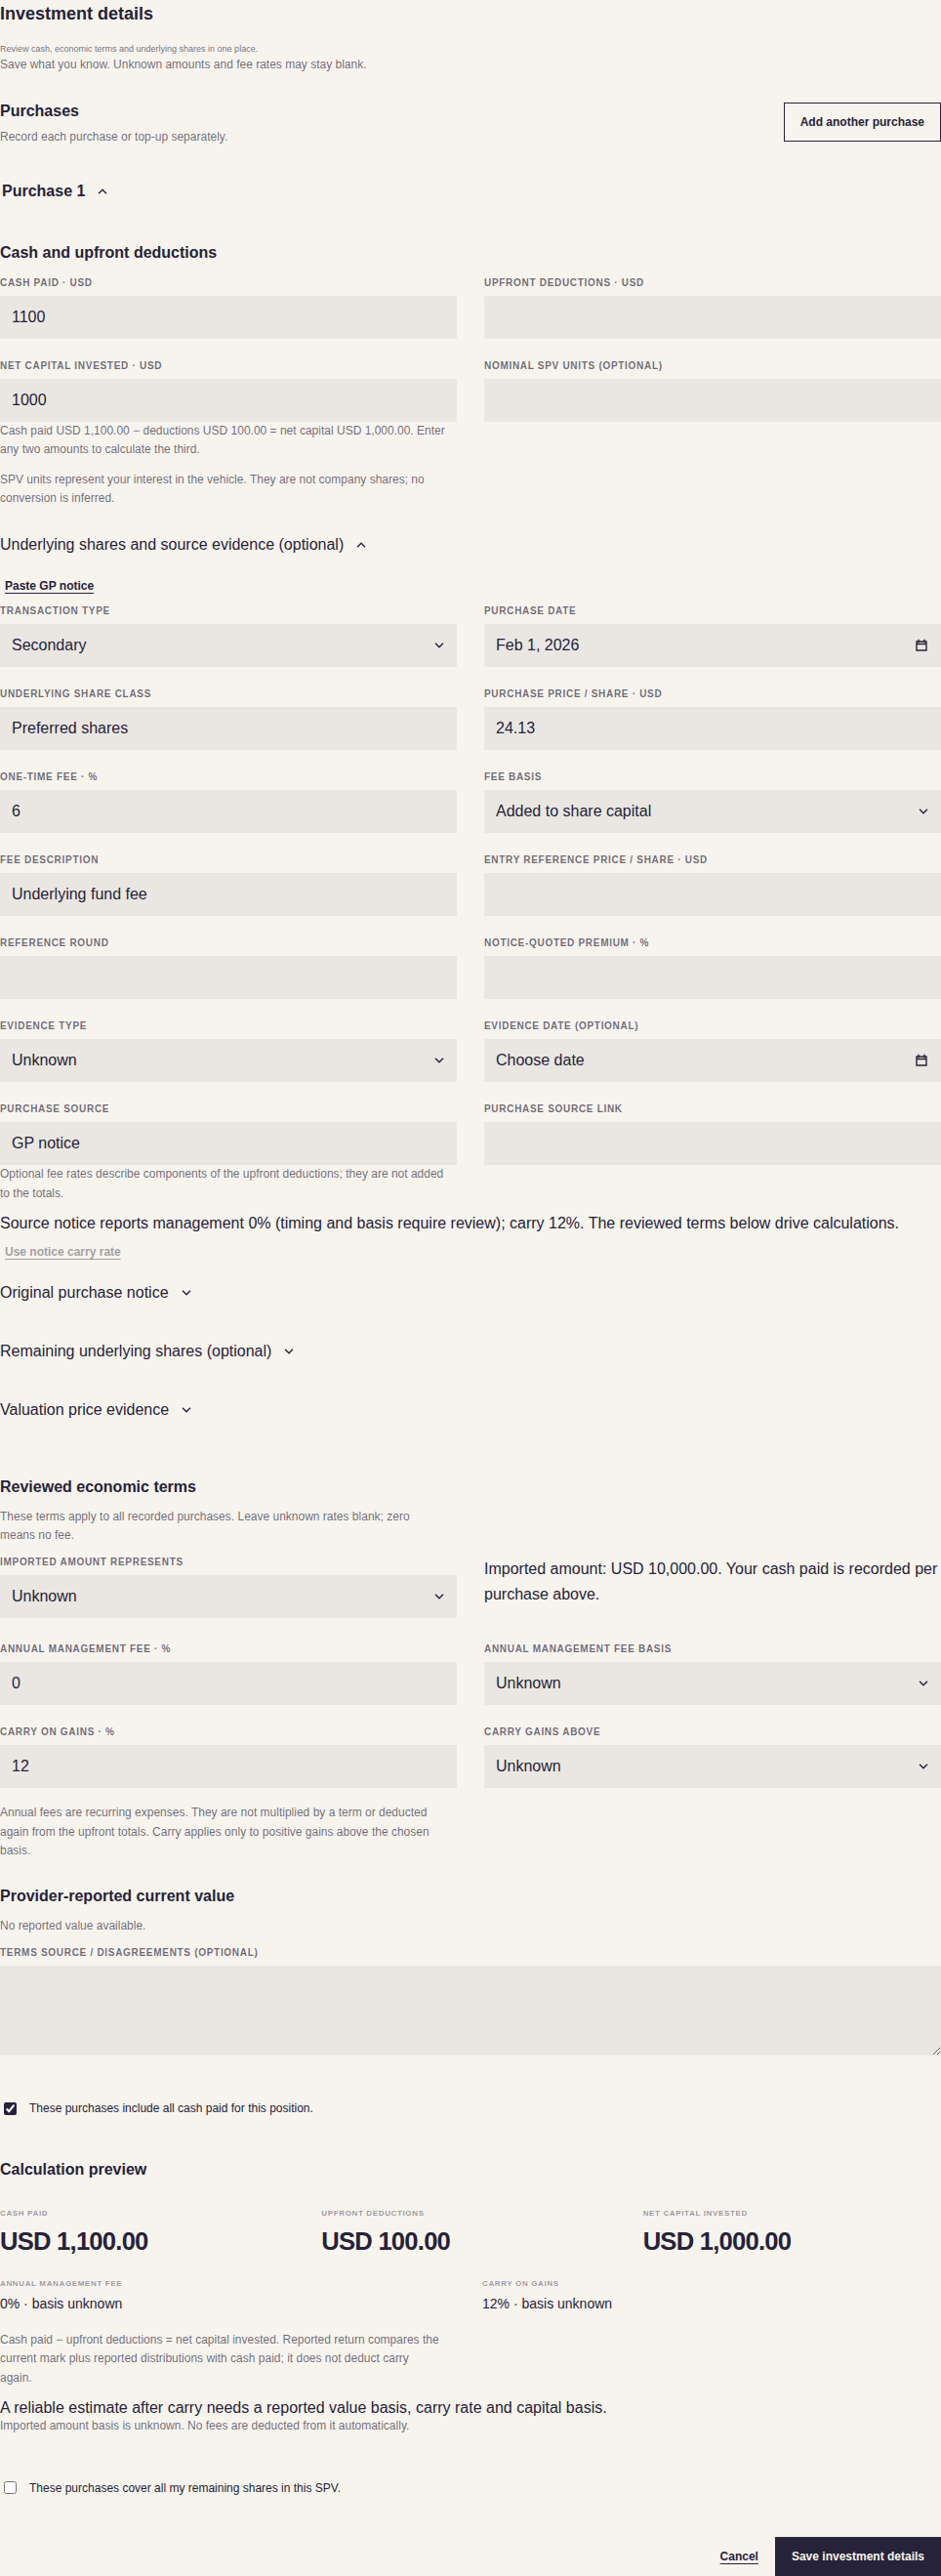 Investment details
Review cash, economic terms and underlying shares in one place.
Save what you know. Unknown amounts and fee rates may stay blank.
Purchases
Add another purchase
Record each purchase or top-up separately.
Purchase 1
Cash and upfront deductions
CASH PAID · USD
UPFRONT DEDUCTIONS · USD
1100
NET CAPITAL INVESTED · USD
NOMINAL SPV UNITS (OPTIONAL)
1000
Cash paid USD 1,100.00 − deductions USD 100.00 = net capital USD 1,000.00. Enter
any two amounts to calculate the third.
SPV units represent your interest in the vehicle. They are not company shares; no
conversion is inferred.
Underlying shares and source evidence (optional)
Paste GP notice
TRANSACTION TYPE
PURCHASE DATE
Secondary
Feb 1, 2026
UNDERLYING SHARE CLASS
PURCHASE PRICE / SHARE · USD
Preferred shares
24.13
ONE-TIME FEE · %
FEE BASIS
6
Added to share capital
FEE DESCRIPTION
ENTRY REFERENCE PRICE / SHARE · USD
Underlying fund fee
REFERENCE ROUND
NOTICE-QUOTED PREMIUM · %
EVIDENCE TYPE
EVIDENCE DATE (OPTIONAL)
Unknown
Choose date
PURCHASE SOURCE
PURCHASE SOURCE LINK
GP notice
Optional fee rates describe components of the upfront deductions; they are not added
to the totals.
Source notice reports management 0% (timing and basis require review); carry 12%. The reviewed terms below drive calculations.
Use notice carry rate
Original purchase notice
Remaining underlying shares (optional)
Valuation price evidence
Reviewed economic terms
These terms apply to all recorded purchases. Leave unknown rates blank; zero
means no fee.
IMPORTED AMOUNT REPRESENTS
Unknown
Imported amount: USD 10,000.00. Your cash paid is recorded per
purchase above.
ANNUAL MANAGEMENT FEE · %
ANNUAL MANAGEMENT FEE BASIS
0
Unknown
CARRY ON GAINS · %
CARRY GAINS ABOVE
12
Unknown
Annual fees are recurring expenses. They are not multiplied by a term or deducted
again from the upfront totals. Carry applies only to positive gains above the chosen
basis.
Provider-reported current value
No reported value available.
TERMS SOURCE / DISAGREEMENTS (OPTIONAL)
These purchases include all cash paid for this position.
Calculation preview
CASH PAID
UPFRONT DEDUCTIONS
NET CAPITAL INVESTED
USD 1,100.00
USD 100.00
USD 1,000.00
ANNUAL MANAGEMENT FEE
CARRY ON GAINS
0% · basis unknown
12% · basis unknown
Cash paid − upfront deductions = net capital invested. Reported return compares the
current mark plus reported distributions with cash paid; it does not deduct carry
again.
A reliable estimate after carry needs a reported value basis, carry rate and capital basis.
Imported amount basis is unknown. No fees are deducted from it automatically.
These purchases cover all my remaining shares in this SPV.
Cancel
Save investment details